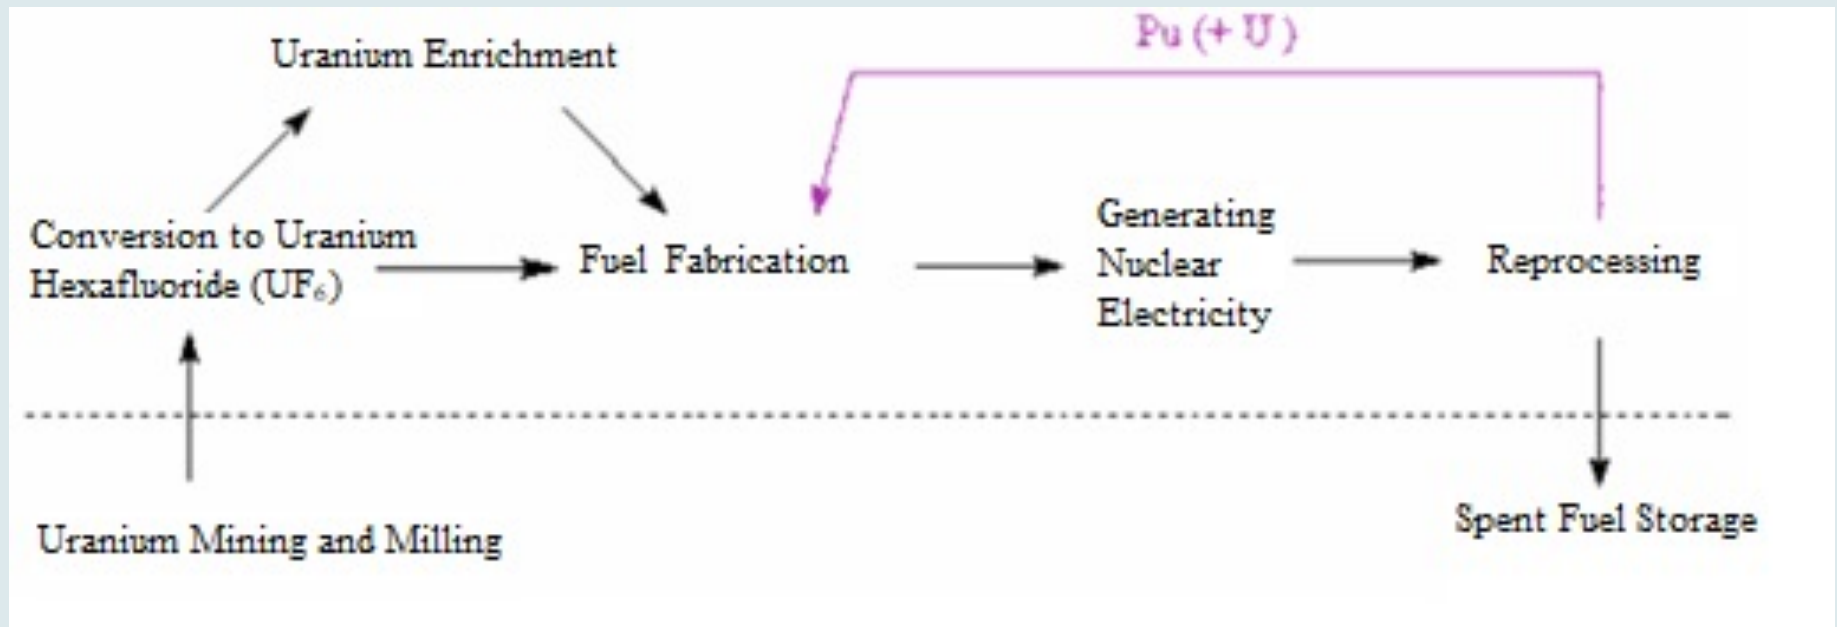 Pu (+ U )
Uranium Enrichment
Conversion to Uranium
Hexafluoride (UF₆)
Fuel Fabrication
Generating
Nuclear
Electricity
Reprocessing
Uranium Mining and Milling
Spent Fuel Storage